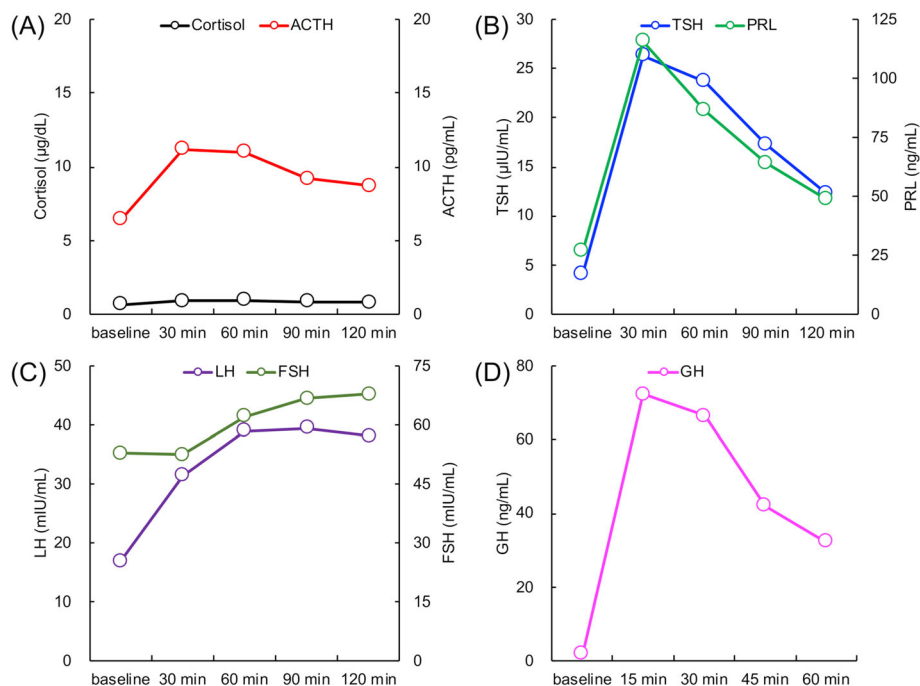 (A)
Cortisol ACTH
Cortisol (μg/dL)
20
15
10
5
0
ACTH (pg/mL)
20
15
10
5
0
baseline 30 min 60 min 90 min 120 min
(B)
TSH PRL
TSH (μIU/mL)
30
25
20
15
10
5
0
PRL (ng/mL)
125
100
75
50
25
0
baseline 30 min 60 min 90 min 120 min
(C)
LH FSH
LH (mIU/mL)
50
40
30
20
10
0
FSH (mIU/mL)
75
60
45
30
15
0
baseline 30 min 60 min 90 min 120 min
(D)
GH
GH (ng/mL)
80
60
40
20
0
baseline 15 min 30 min 45 min 60 min